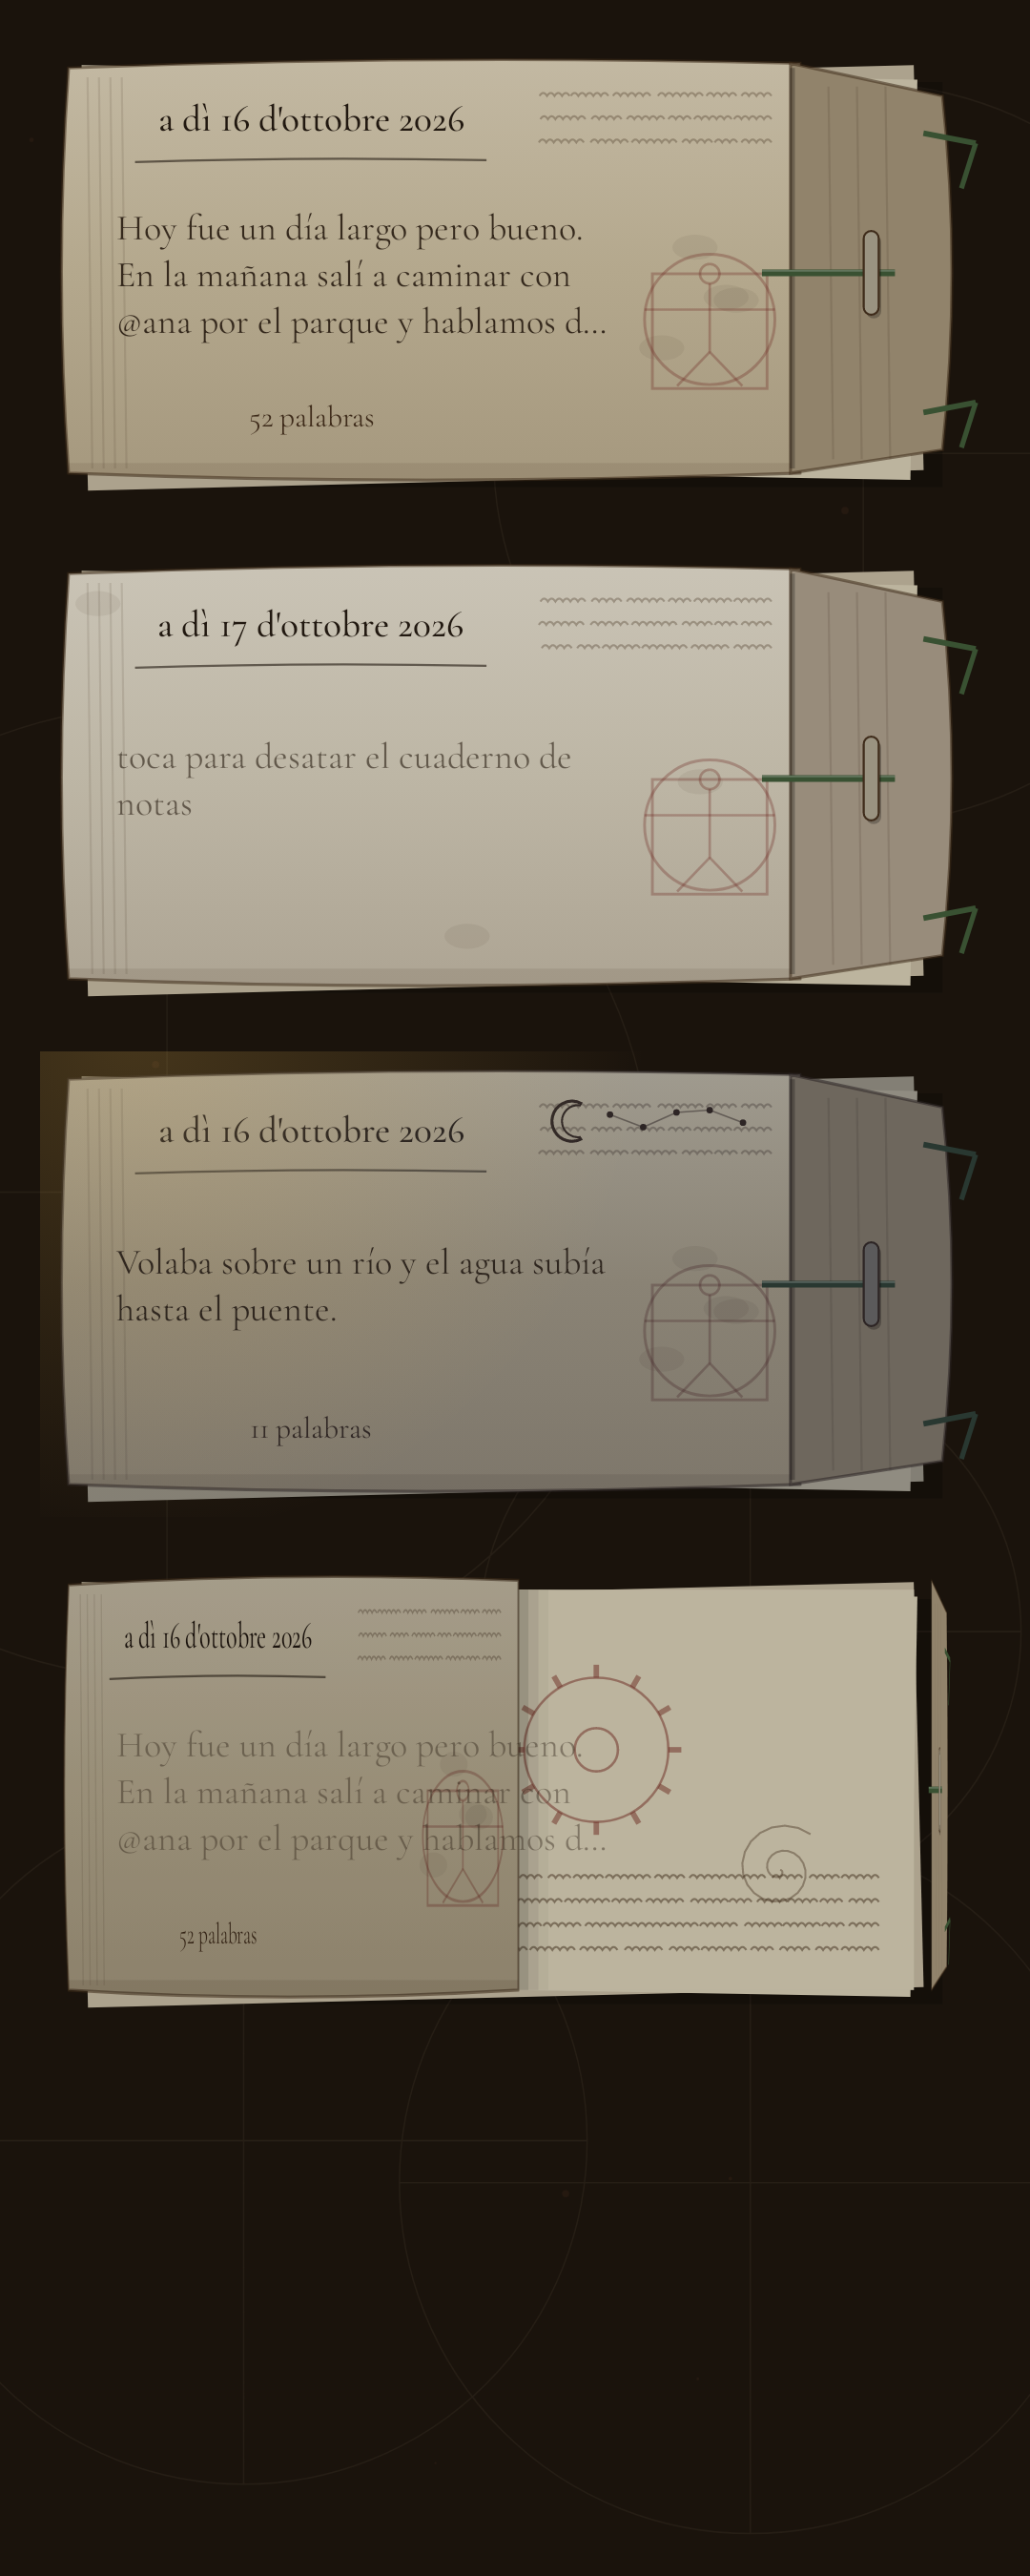 a dì 16 d'ottobre 2026
Hoy fue un día largo pero bueno.
En la mañana salí a caminar con
@ana por el parque y hablamos d...
52 palabras
a dì 17 d'ottobre 2026
toca para desatar el cuaderno de
notas
a dì 16 d'ottobre 2026
Volaba sobre un río y el agua subía
hasta el puente.
11 palabras
a dì 16 d'ottobre 2026
Hoy fue un día largo pero bueno.
En la mañana salí a caminar con
@ana por el parque y hablamos d...
52 palabras